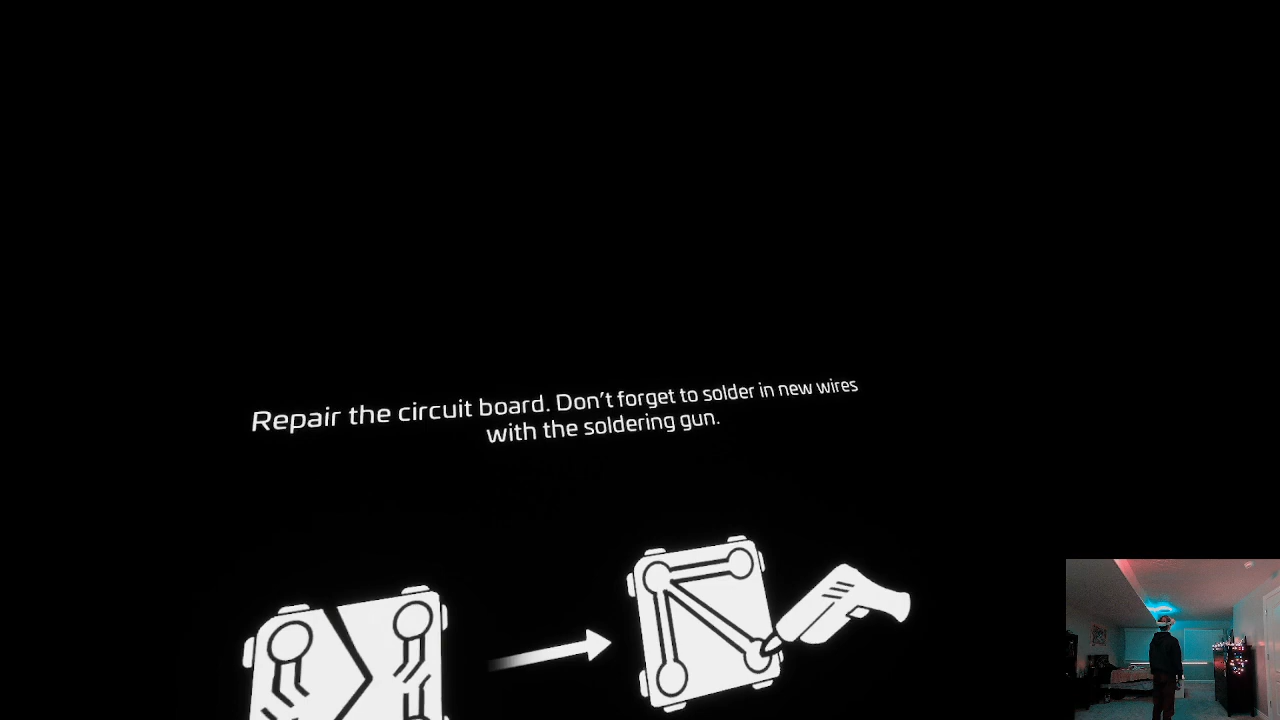 Repair the circuit board. Don't forget to solder in new wires
with the soldering gun.